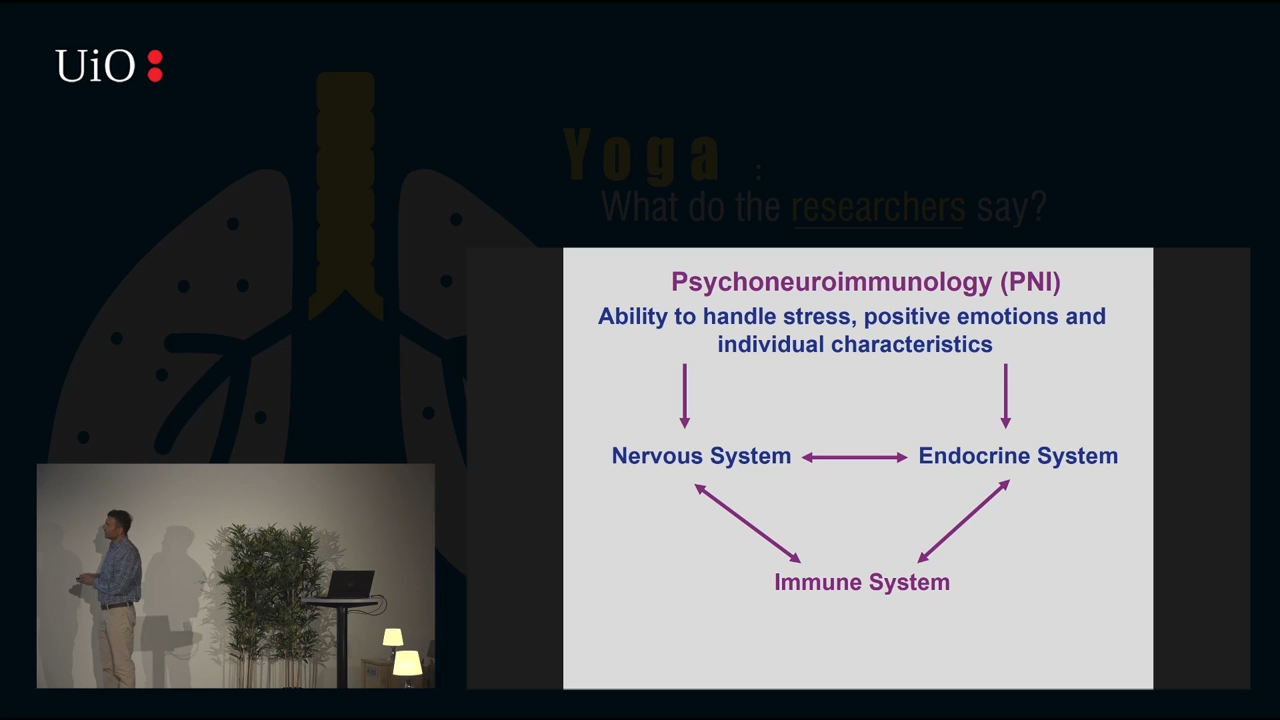 UiO:
Yoga :
What do the researchers say?
Psychoneuroimmunology (PNI)
Ability to handle stress, positive emotions and
individual characteristics
Nervous System
Endocrine System
Immune System